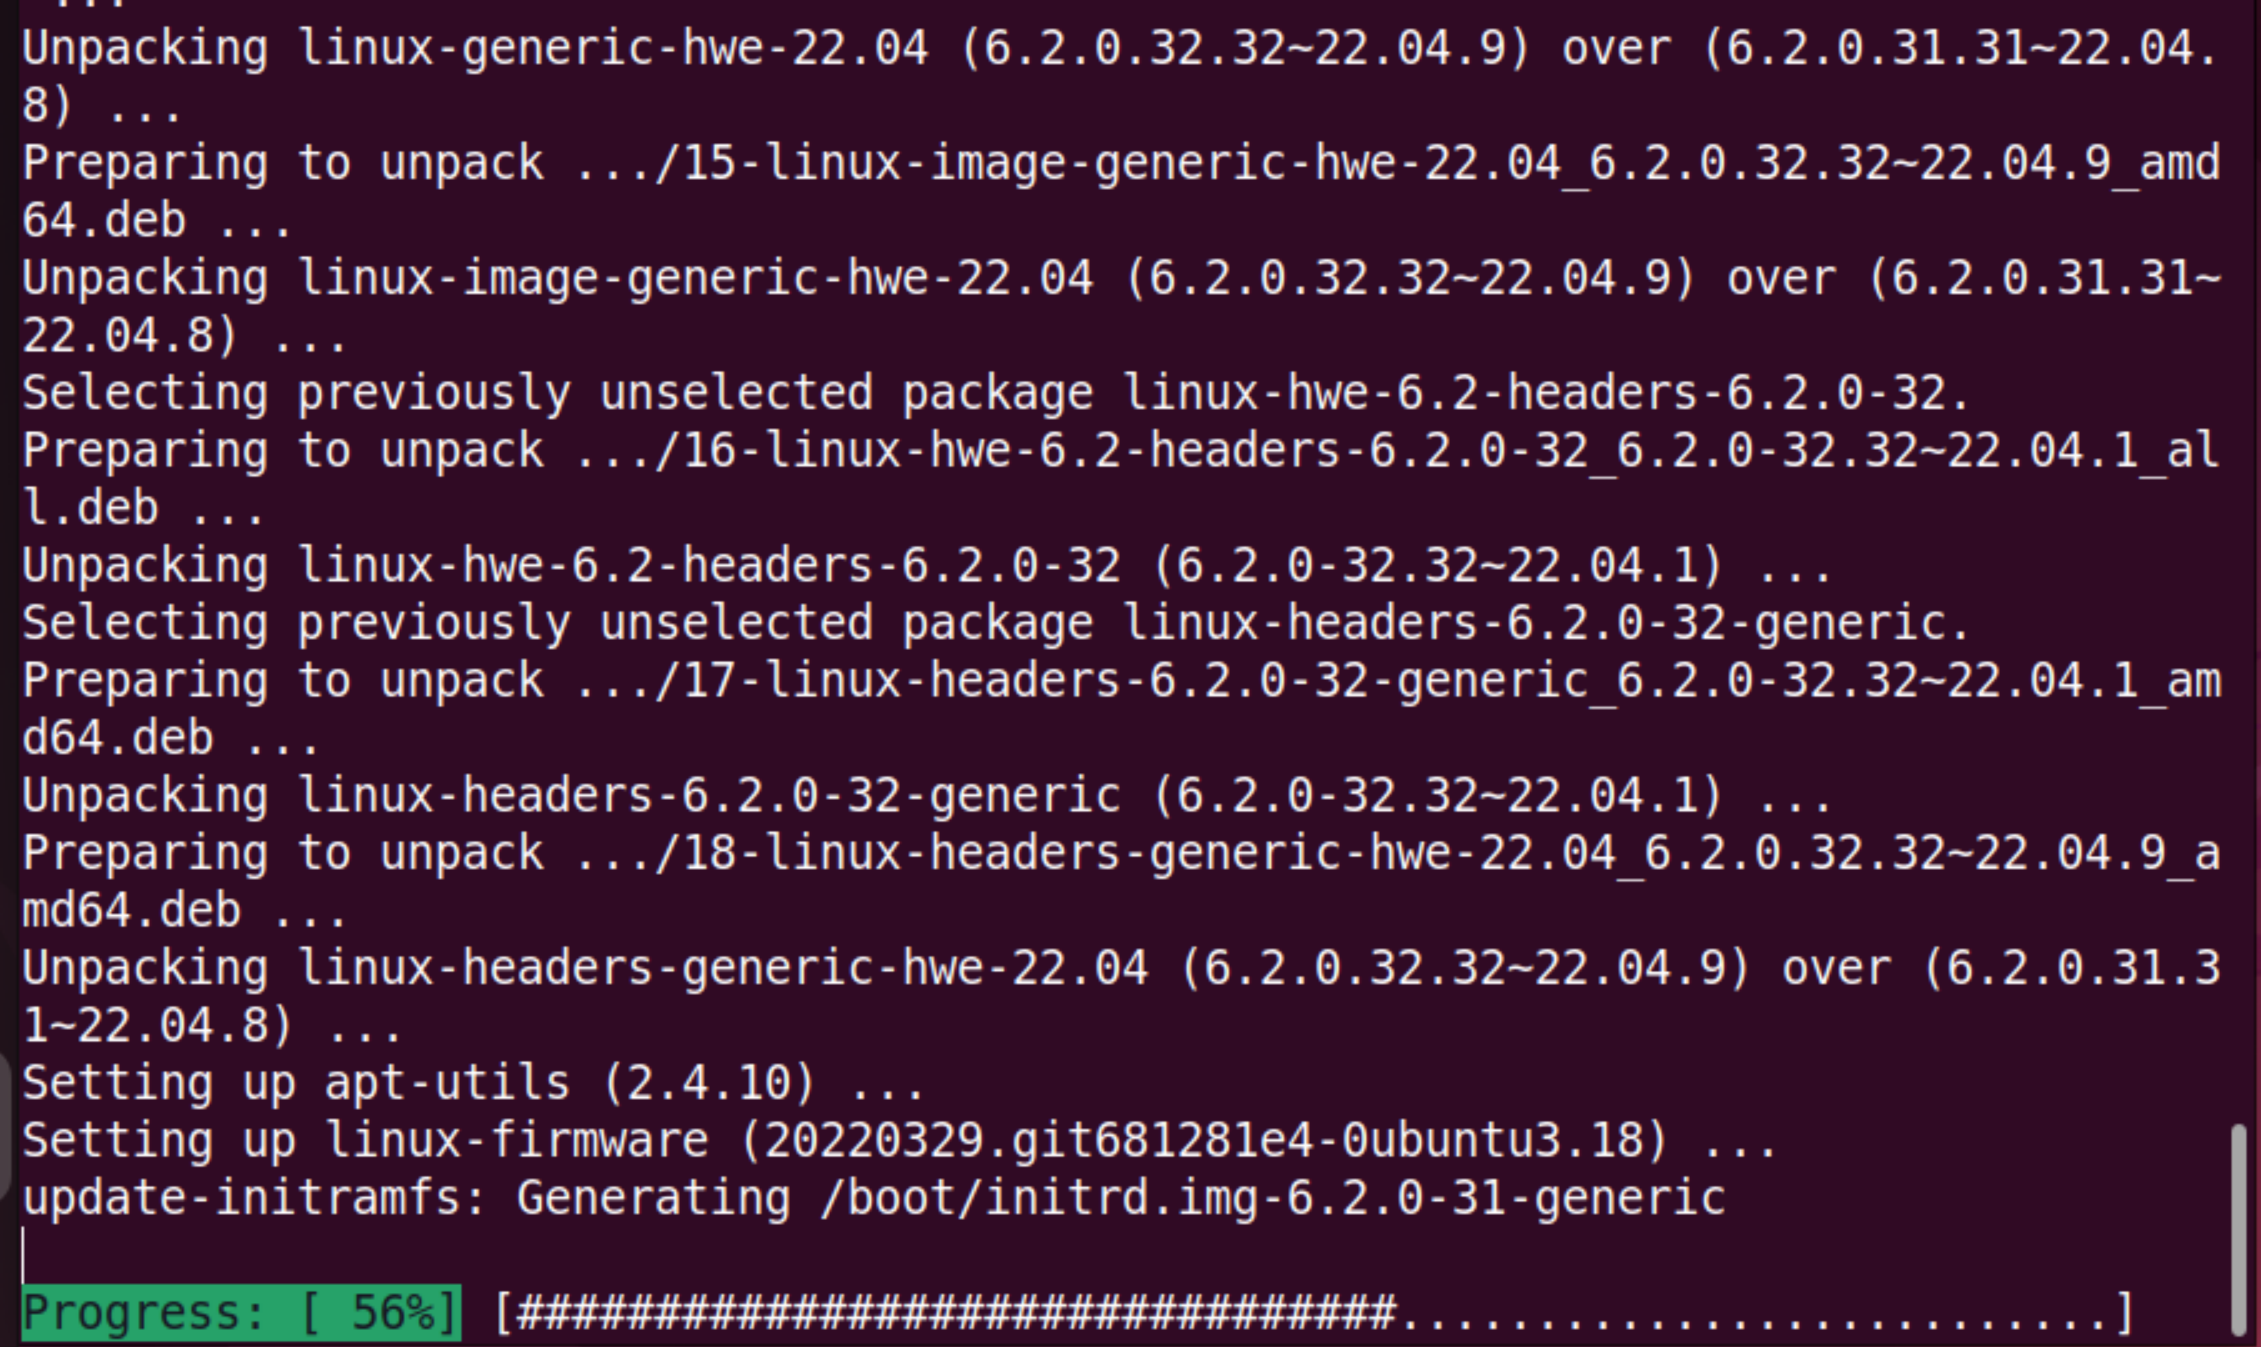 ...
Unpacking linux-generic-hwe-22.04 (6.2.0.32.32~22.04.9) over (6.2.0.31.31~22.04.
8) ...
Preparing to unpack .../15-linux-image-generic-hwe-22.04_6.2.0.32.32~22.04.9_amd
64.deb ...
Unpacking linux-image-generic-hwe-22.04 (6.2.0.32.32~22.04.9) over (6.2.0.31.31~
22.04.8) ...
Selecting previously unselected package linux-hwe-6.2-headers-6.2.0-32.
Preparing to unpack .../16-linux-hwe-6.2-headers-6.2.0-32_6.2.0-32.32~22.04.1_al
l.deb ...
Unpacking linux-hwe-6.2-headers-6.2.0-32 (6.2.0-32.32~22.04.1) ...
Selecting previously unselected package linux-headers-6.2.0-32-generic.
Preparing to unpack .../17-linux-headers-6.2.0-32-generic_6.2.0-32.32~22.04.1_am
d64.deb ...
Unpacking linux-headers-6.2.0-32-generic (6.2.0-32.32~22.04.1) ...
Preparing to unpack .../18-linux-headers-generic-hwe-22.04_6.2.0.32.32~22.04.9_a
md64.deb ...
Unpacking linux-headers-generic-hwe-22.04 (6.2.0.32.32~22.04.9) over (6.2.0.31.3
1~22.04.8) ...
Setting up apt-utils (2.4.10) ...
Setting up linux-firmware (20220329.git681281e4-0ubuntu3.18) ...
update-initramfs: Generating /boot/initrd.img-6.2.0-31-generic
Progress: [ 56%] [################################..........................]